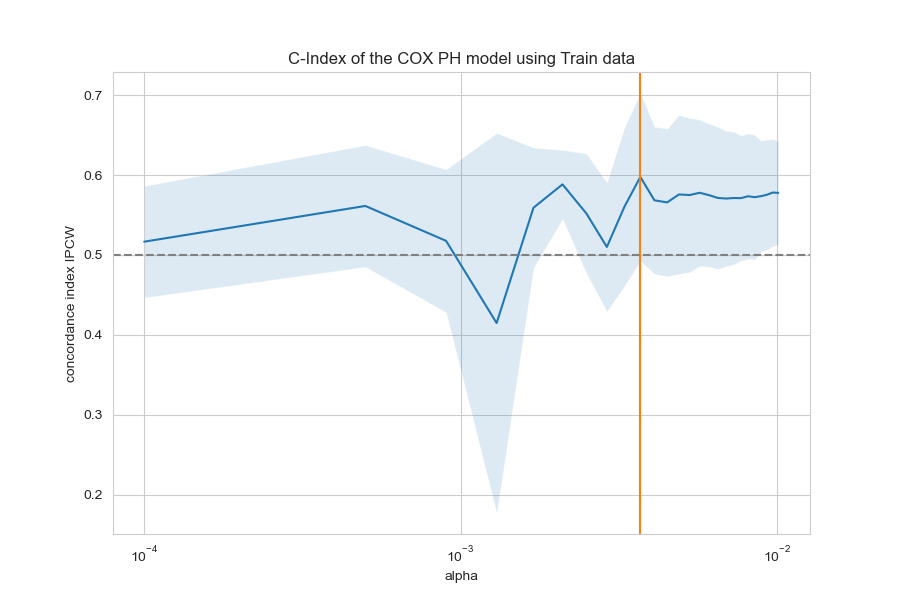 C-Index of the COX PH model using Train data
concordance index IPCW
0.7
0.6
0.5
0.4
0.3
0.2
10⁻⁴ 10⁻³ 10⁻²
alpha